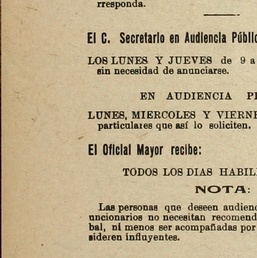 rresponda.
El C. Secretario en Audiencia Públic
LOS LUNES Y JUEVES de 9 a
sin necesidad de anunciarse.
EN AUDIENCIA
LUNES, MIERCOLES Y VIERNE
particulares que así lo soliciten.
El Oficial Mayor recibe:
TODOS LOS DIAS HABIL
NOTA:
Las personas que deseen audienc
uncionarios no necesitan recomend
bal, ni menos ser acompañadas por
sideren influyentes.